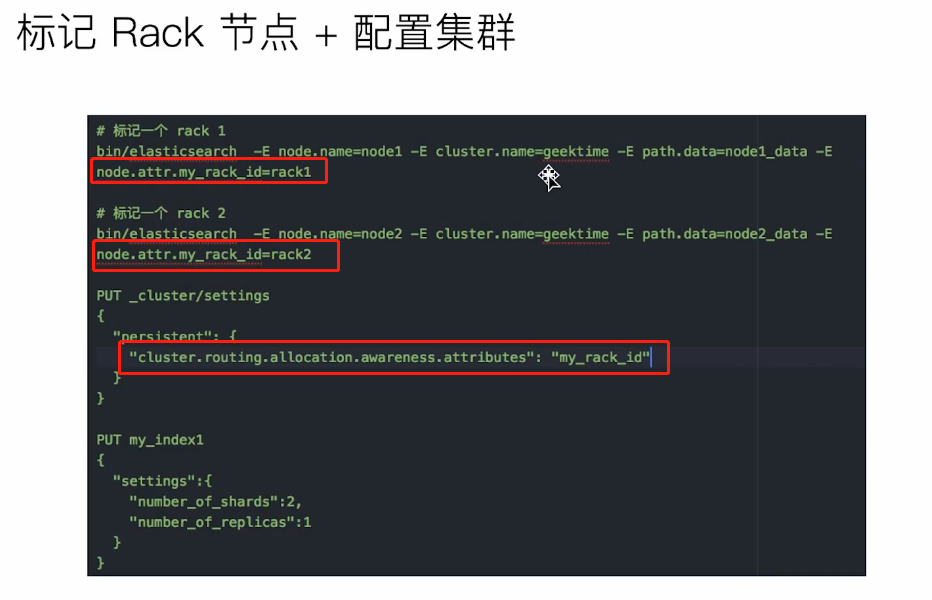 标记 Rack 节点 + 配置集群
# 标记一个 rack 1
bin/elasticsearch  -E node.name=node1 -E cluster.name=geektime -E path.data=node1_data -E
node.attr.my_rack_id=rack1
# 标记一个 rack 2
bin/elasticsearch  -E node.name=node2 -E cluster.name=geektime -E path.data=node2_data -E
node.attr.my_rack_id=rack2
PUT _cluster/settings
{
  "persistent": {
    "cluster.routing.allocation.awareness.attributes": "my_rack_id"
  }
}
PUT my_index1
{
  "settings":{
    "number_of_shards":2,
    "number_of_replicas":1
  }
}